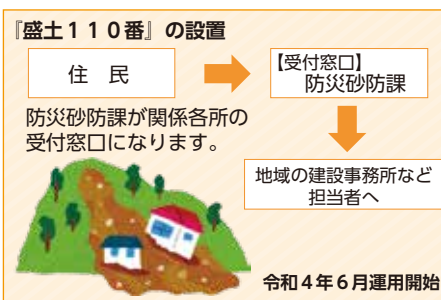 『盛土１１０番』の設置
住　民
【受付窓口】
防災砂防課
防災砂防課が関係各所の
受付窓口になります。
地域の建設事務所など
担当者へ
令和４年６月運用開始